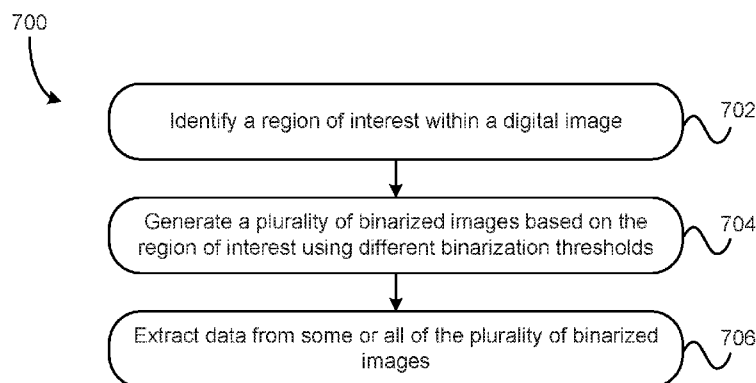 700
Identify a region of interest within a digital image
702
Generate a plurality of binarized images based on the
region of interest using different binarization thresholds
704
Extract data from some or all of the plurality of binarized
images
706